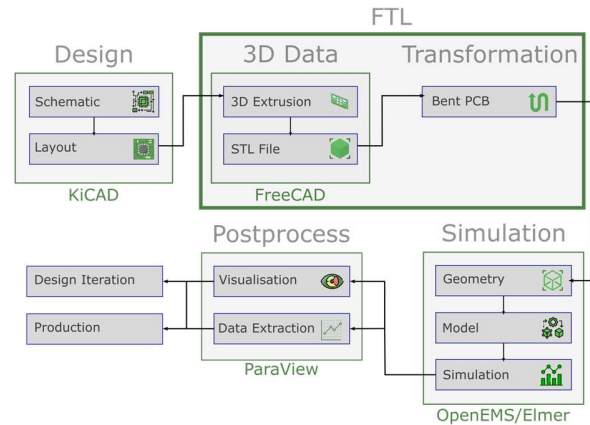 FTL
Design
3D Data
Transformation
Schematic
3D Extrusion
Bent PCB
Layout
STL File
KiCAD
FreeCAD
Postprocess
Simulation
Design Iteration
Visualisation
Geometry
Production
Data Extraction
Model
ParaView
Simulation
OpenEMS/Elmer